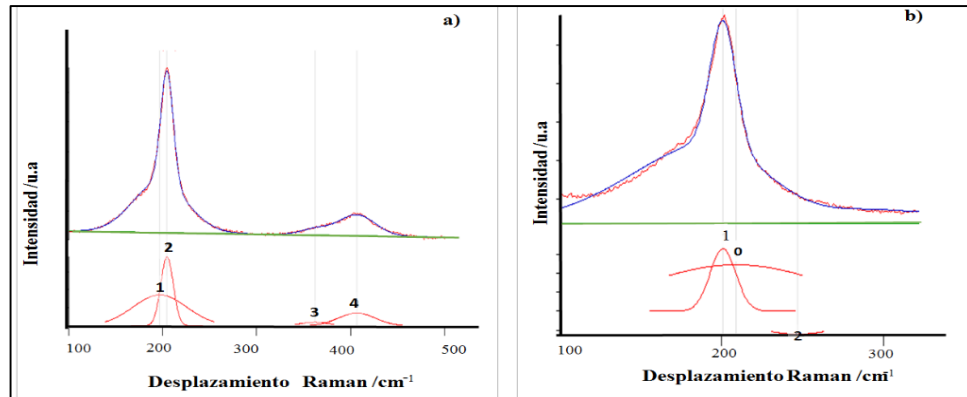 a)
Intensidad /u.a
2
1
3
4
100 200 300 400 500
Desplazamiento Raman /cm-1
b)
Intensidad /u.a
1
0
2
100 200 300
Desplazamiento Raman /cm-1